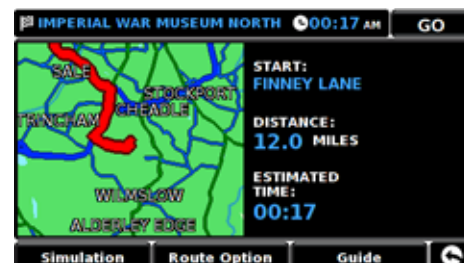 IMPERIAL WAR MUSEUM NORTH 00:17 AM GO
SALE
STOCKPORT
CHEADLE
TRINCHAM
WILMSLOW
ALDERLEY EDGE
START:
FINNEY LANE
DISTANCE:
12.0 MILES
ESTIMATED
TIME:
00:17
Simulation Route Option Guide